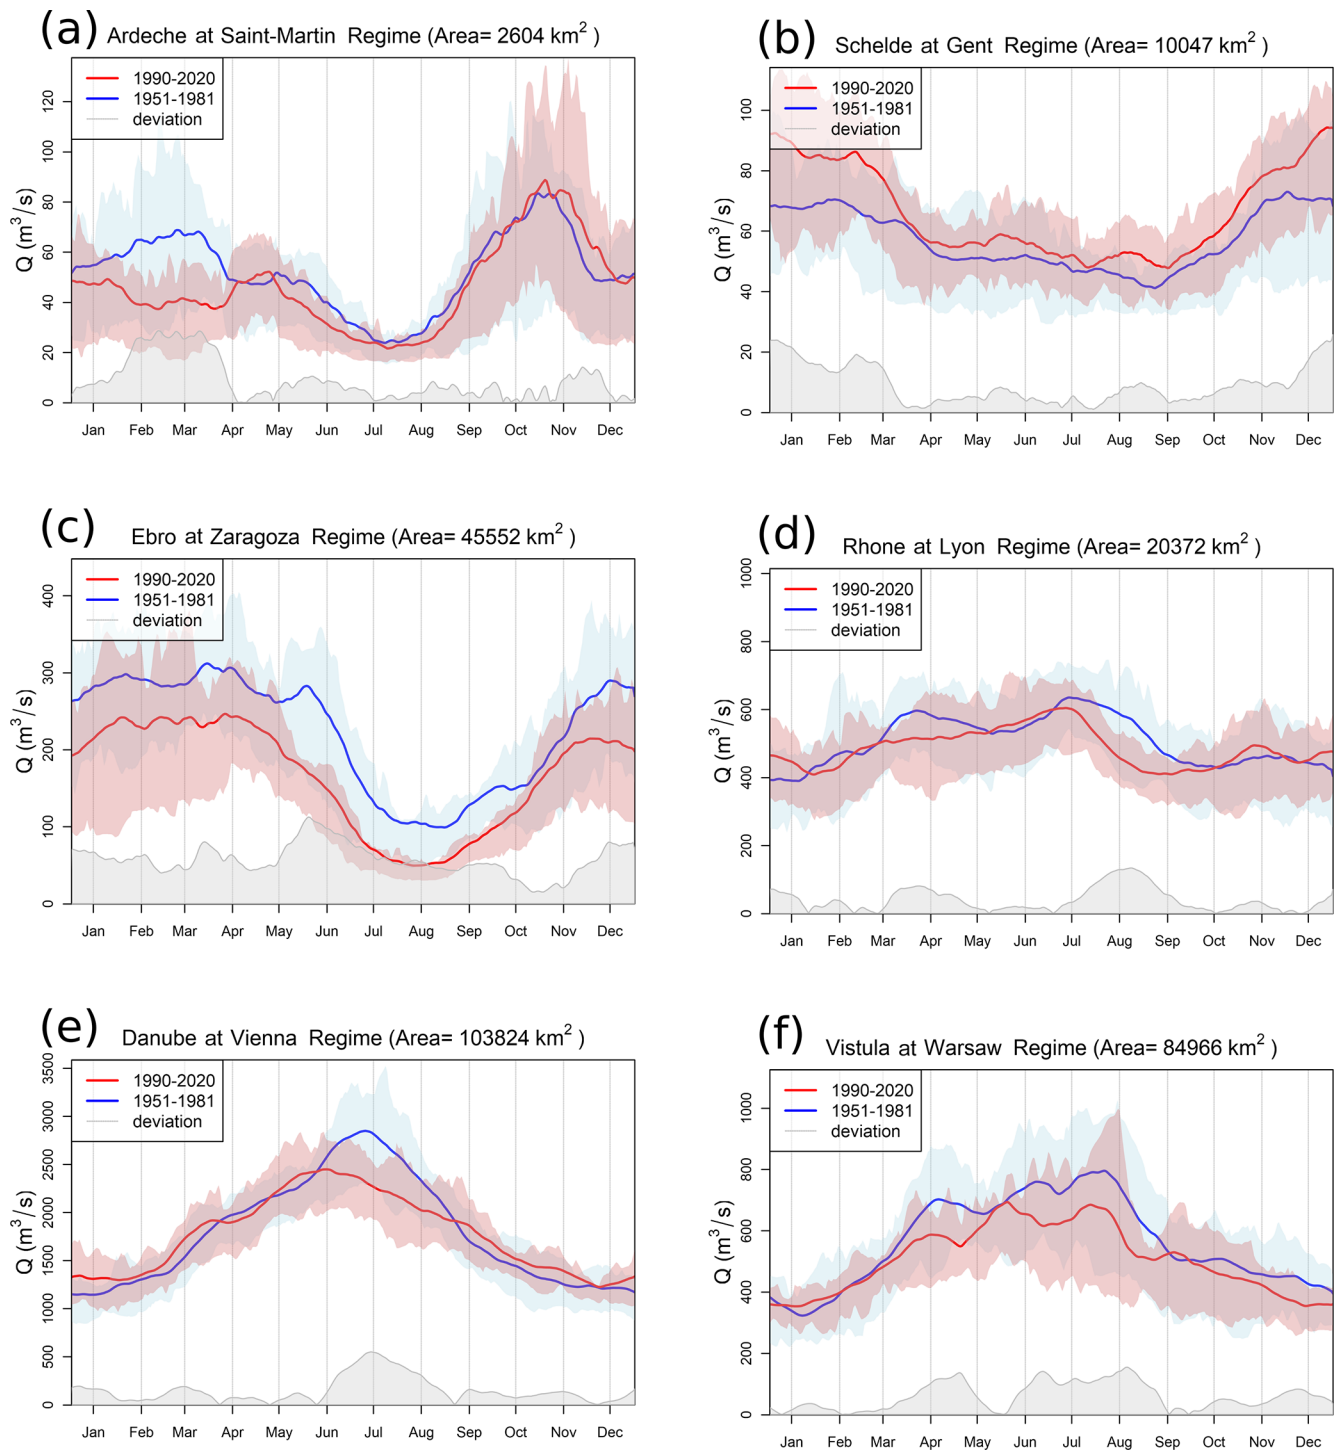 (a) Ardeche at Saint-Martin Regime (Area= 2604 km² )
1990-2020
1951-1981
deviation
Q (m³/s)
0 20 40 60 80 100 120
Jan Feb Mar Apr May Jun Jul Aug Sep Oct Nov Dec
(b) Schelde at Gent Regime (Area= 10047 km² )
1990-2020
1951-1981
deviation
Q (m³/s)
0 20 40 60 80 100
Jan Feb Mar Apr May Jun Jul Aug Sep Oct Nov Dec
(c) Ebro at Zaragoza Regime (Area= 45552 km² )
1990-2020
1951-1981
deviation
Q (m³/s)
0 100 200 300 400
Jan Feb Mar Apr May Jun Jul Aug Sep Oct Nov Dec
(d) Rhone at Lyon Regime (Area= 20372 km² )
1990-2020
1951-1981
deviation
Q (m³/s)
0 200 400 600 800 1000
Jan Feb Mar Apr May Jun Jul Aug Sep Oct Nov Dec
(e) Danube at Vienna Regime (Area= 103824 km² )
1990-2020
1951-1981
deviation
Q (m³/s)
0 500 1000 1500 2000 2500 3000 3500
Jan Feb Mar Apr May Jun Jul Aug Sep Oct Nov Dec
(f) Vistula at Warsaw Regime (Area= 84966 km² )
1990-2020
1951-1981
deviation
Q (m³/s)
0 200 400 600 800 1000
Jan Feb Mar Apr May Jun Jul Aug Sep Oct Nov Dec